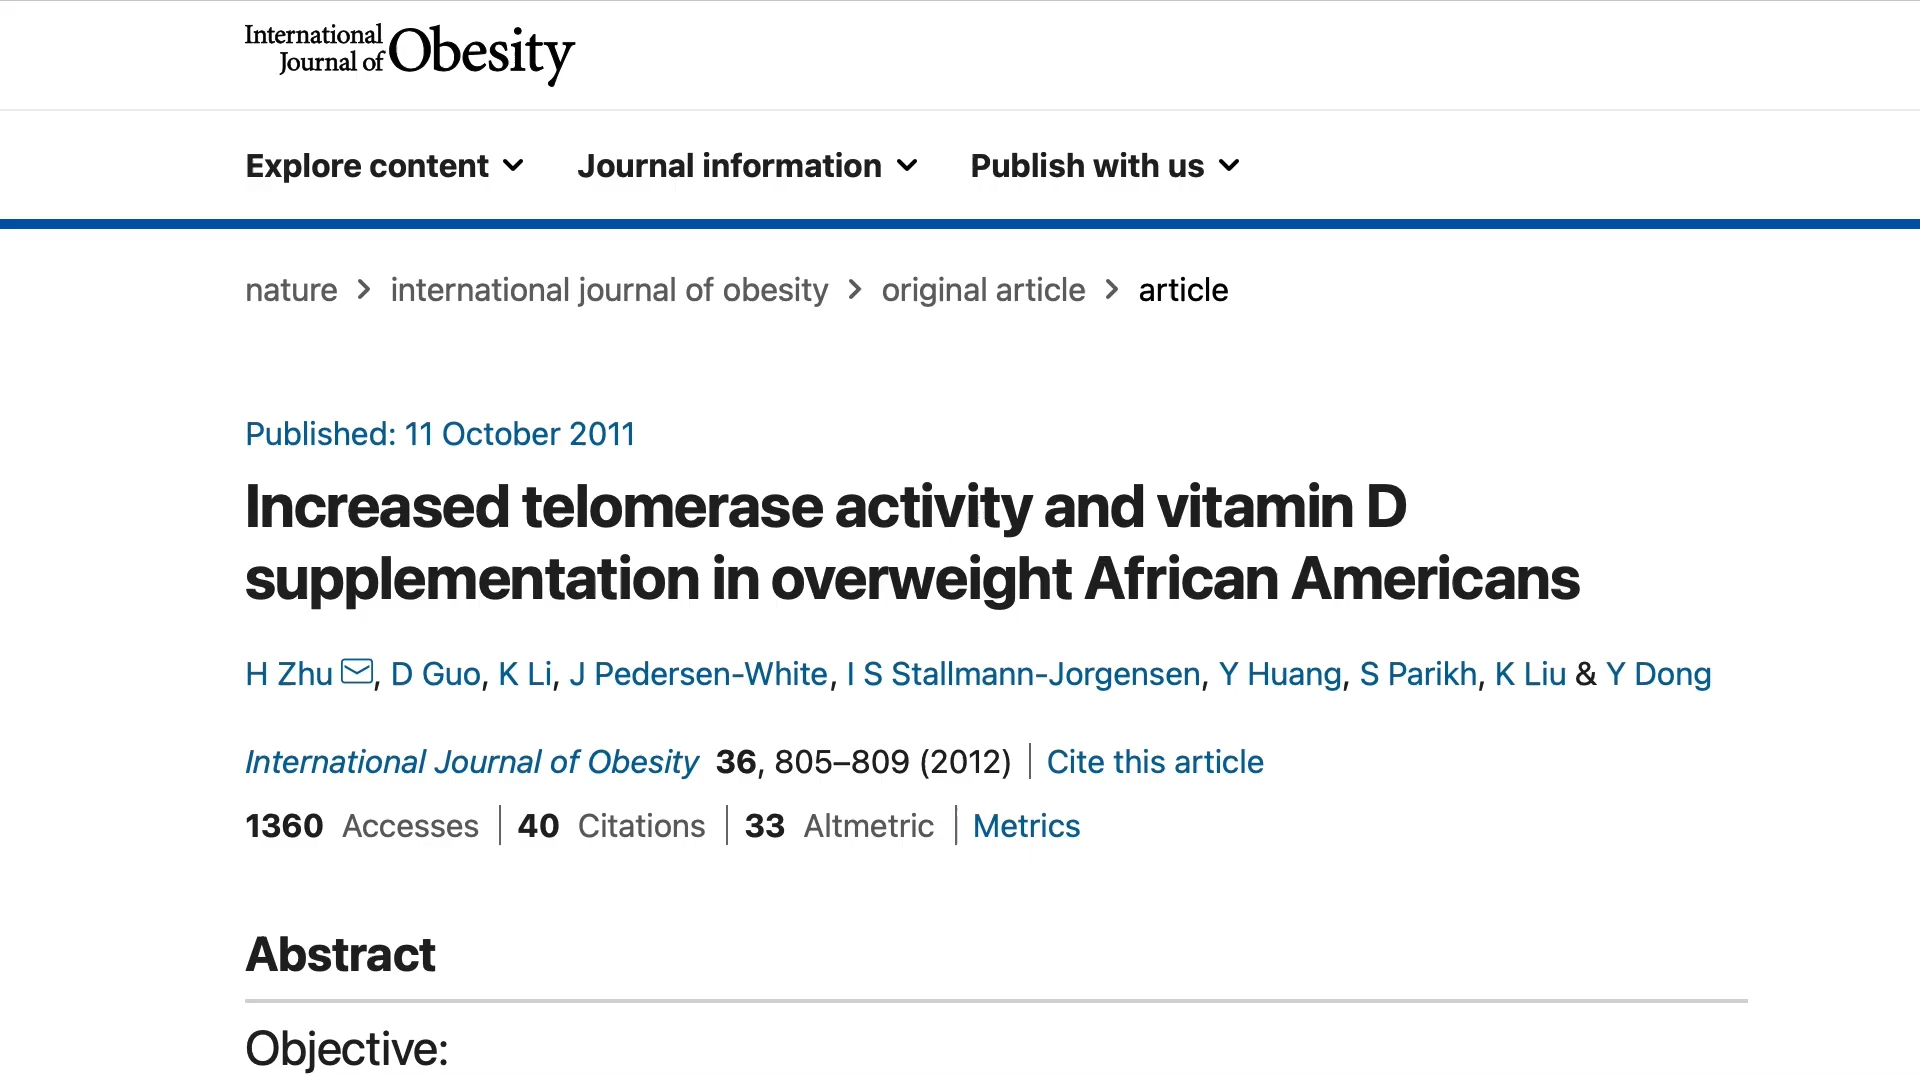 International
Journal of Obesity
Explore content Journal information Publish with us
nature > international journal of obesity > original article > article
Published: 11 October 2011
Increased telomerase activity and vitamin D
supplementation in overweight African Americans
H Zhu, D Guo, K Li, J Pedersen-White, I S Stallmann-Jorgensen, Y Huang, S Parikh, K Liu & Y Dong
International Journal of Obesity 36, 805–809 (2012) | Cite this article
1360 Accesses | 40 Citations | 33 Altmetric | Metrics
Abstract
Objective: